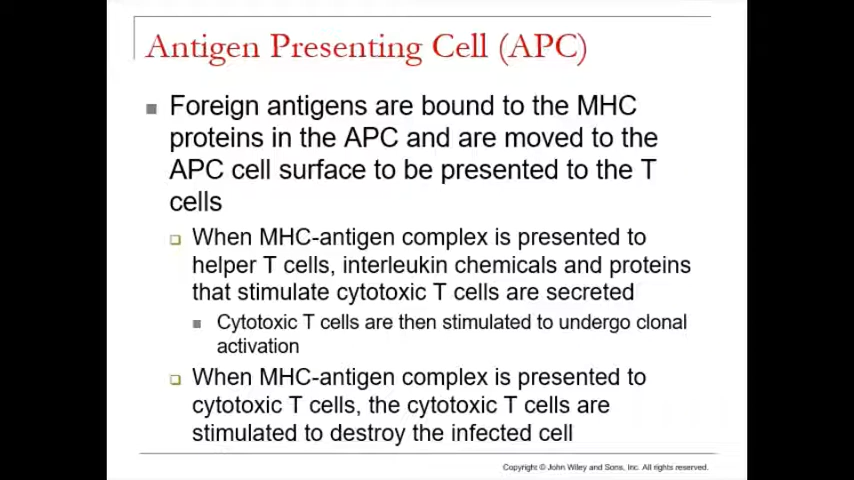 Antigen Presenting Cell (APC)
Foreign antigens are bound to the MHC
proteins in the APC and are moved to the
APC cell surface to be presented to the T
cells
When MHC-antigen complex is presented to
helper T cells, interleukin chemicals and proteins
that stimulate cytotoxic T cells are secreted
Cytotoxic T cells are then stimulated to undergo clonal
activation
When MHC-antigen complex is presented to
cytotoxic T cells, the cytotoxic T cells are
stimulated to destroy the infected cell
Copyright © John Wiley and Sons, Inc. All rights reserved.